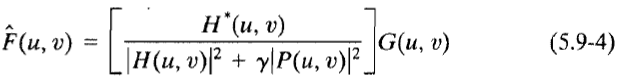 F̂(u, v) = [ H*(u, v) / |H(u, v)|² + γ|P(u, v)|² ] G(u, v) (5.9-4)